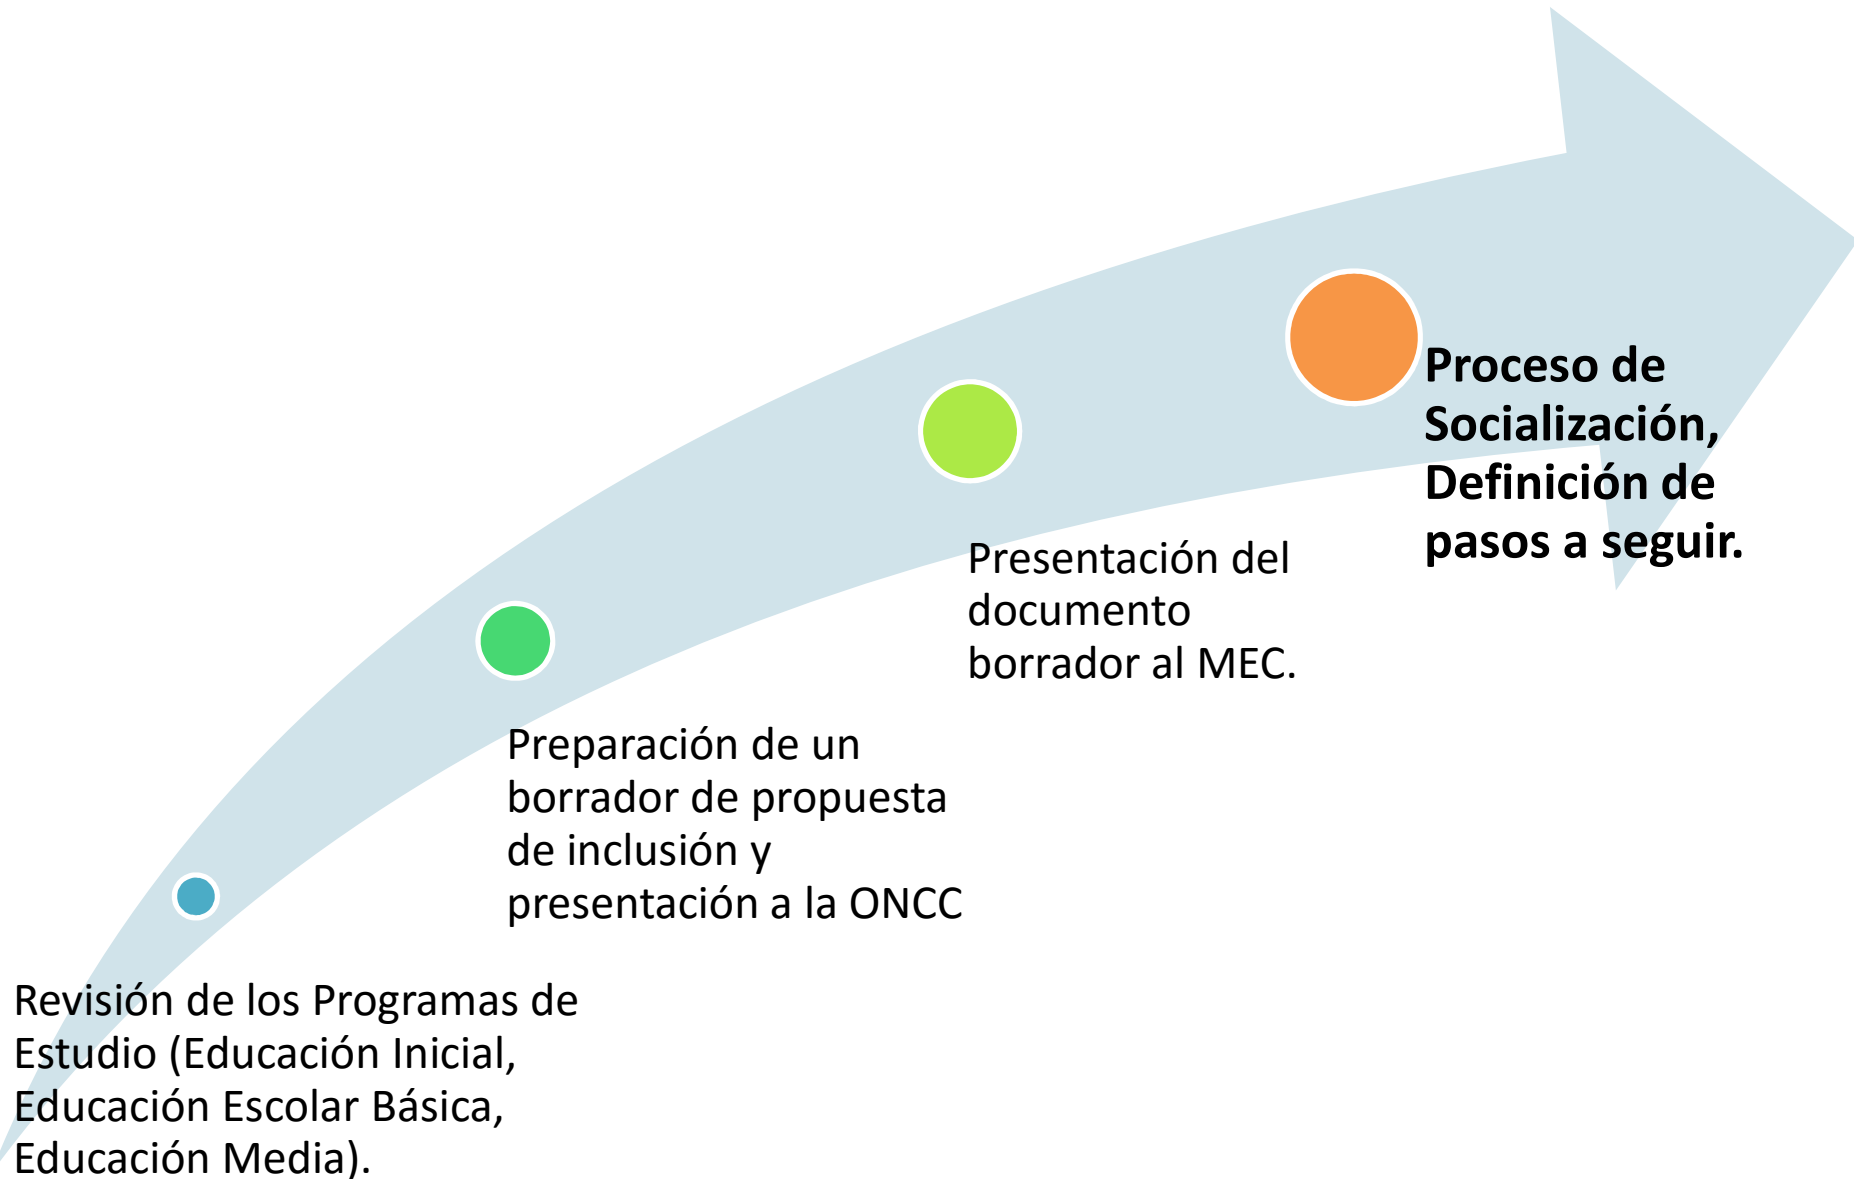 Revisión de los Programas de
Estudio (Educación Inicial,
Educación Escolar Básica,
Educación Media).
Preparación de un
borrador de propuesta
de inclusión y
presentación a la ONCC
Presentación del
documento
borrador al MEC.
Proceso de
Socialización,
Definición de
pasos a seguir.